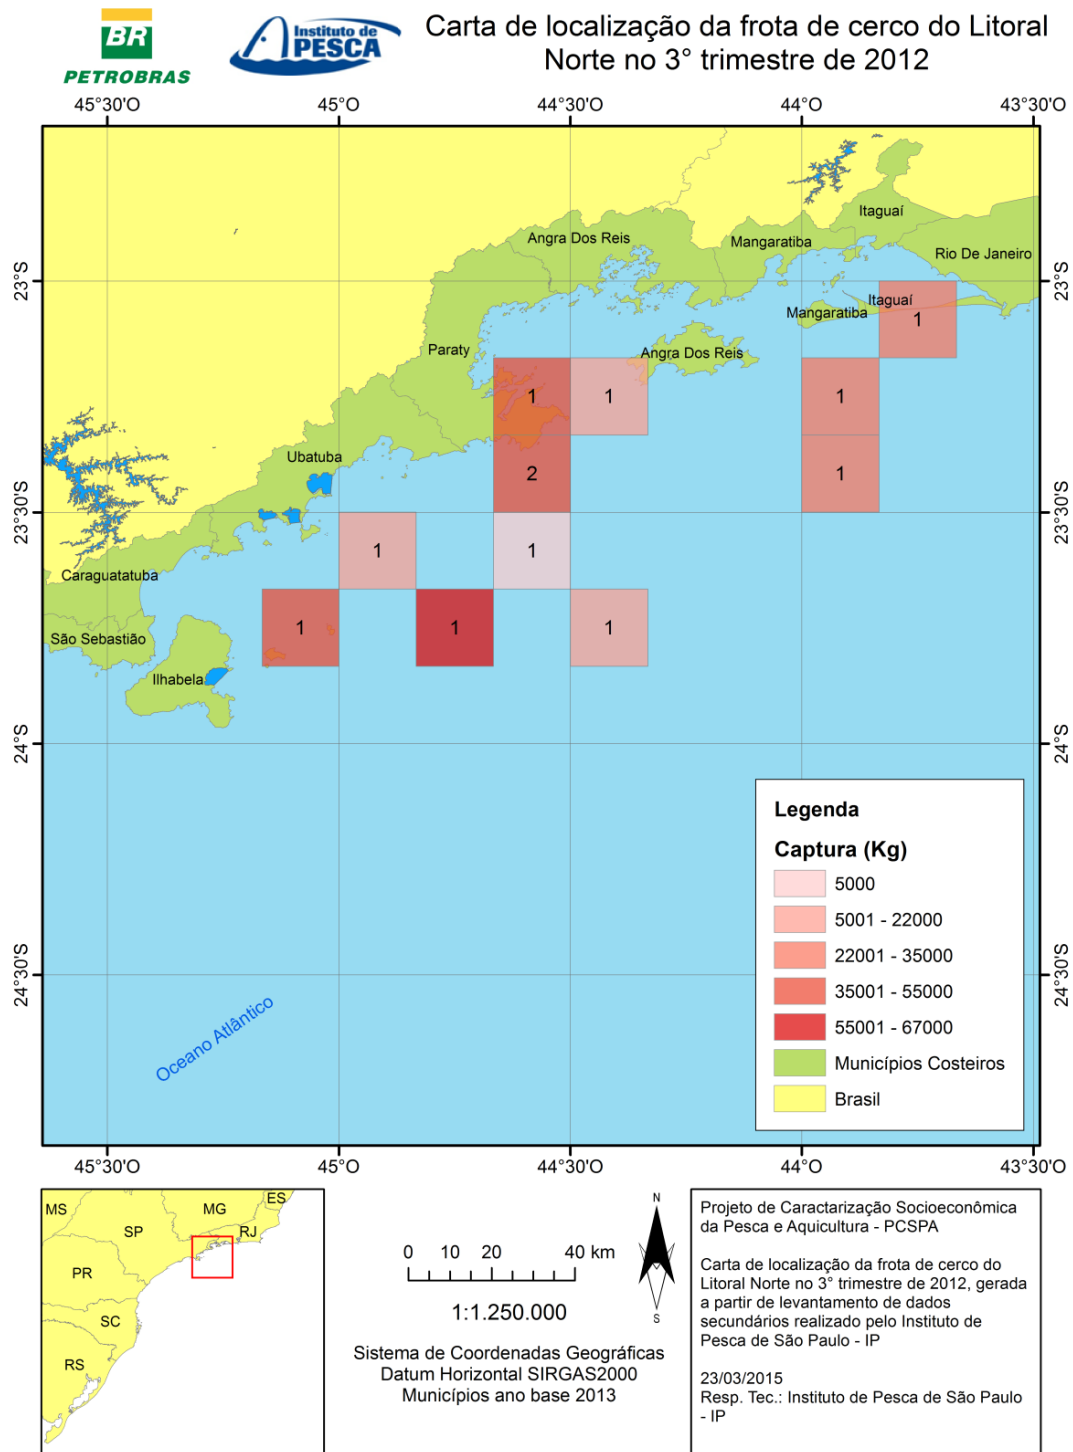 BR
PETROBRAS
Instituto de
PESCA
Carta de localização da frota de cerco do Litoral
Norte no 3° trimestre de 2012
45°30'O 45°O 44°30'O 44°O 43°30'O
Itaguaí
Angra Dos Reis
Mangaratiba
Rio De Janeiro
23°S 23°S
Itaguaí
Mangaratiba
1
Paraty
Angra Dos Reis
1 1 1
Ubatuba
2 1
23°30'S 23°30'S
1 1
Caraguatatuba
1 1 1
São Sebastião
Ilhabela
24°S 24°S
Legenda
Captura (Kg)
5000
5001 - 22000
22001 - 35000
24°30'S 24°30'S
35001 - 55000
55001 - 67000
Oceano Atlântico
Municípios Costeiros
Brasil
45°30'O 45°O 44°30'O 44°O 43°30'O
MS SP MG ES
RJ
PR
SC
RS
0 10 20 40 km
1:1.250.000
N
S
Sistema de Coordenadas Geográficas
Datum Horizontal SIRGAS2000
Municípios ano base 2013
Projeto de Caractarização Socioeconômica
da Pesca e Aquicultura - PCSPA
Carta de localização da frota de cerco do
Litoral Norte no 3° trimestre de 2012, gerada
a partir de levantamento de dados
secundários realizado pelo Instituto de
Pesca de São Paulo - IP
23/03/2015
Resp. Tec.: Instituto de Pesca de São Paulo
- IP